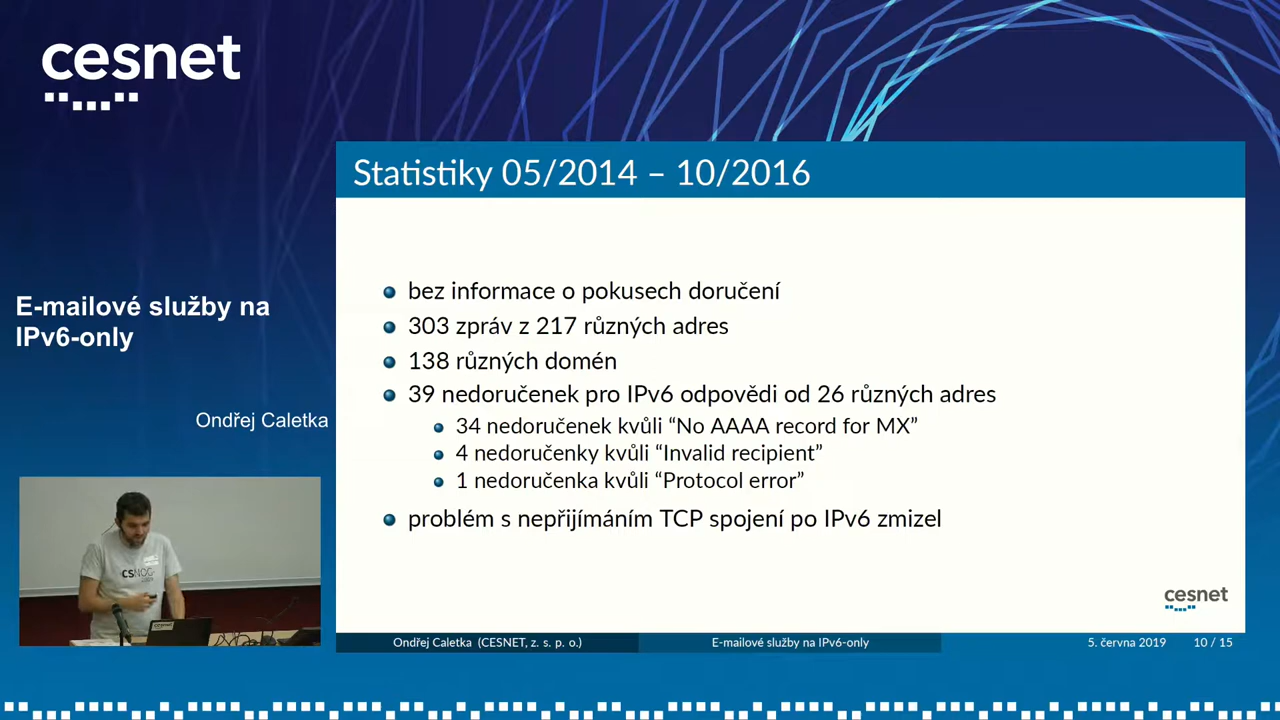 cesnet
Statistiky 05/2014 – 10/2016
bez informace o pokusech doručení
303 zpráv z 217 různých adres
138 různých domén
39 nedoručenek pro IPv6 odpovědi od 26 různých adres
34 nedoručenek kvůli “No AAAA record for MX”
4 nedoručenky kvůli “Invalid recipient”
1 nedoručenka kvůli “Protocol error”
problém s nepřijímáním TCP spojení po IPv6 zmizel
cesnet
Ondřej Caletka (CESNET, z. s. p. o.)
E-mailové služby na IPv6-only
5. června 2019
10 / 15
E-mailové služby na
IPv6-only
Ondřej Caletka